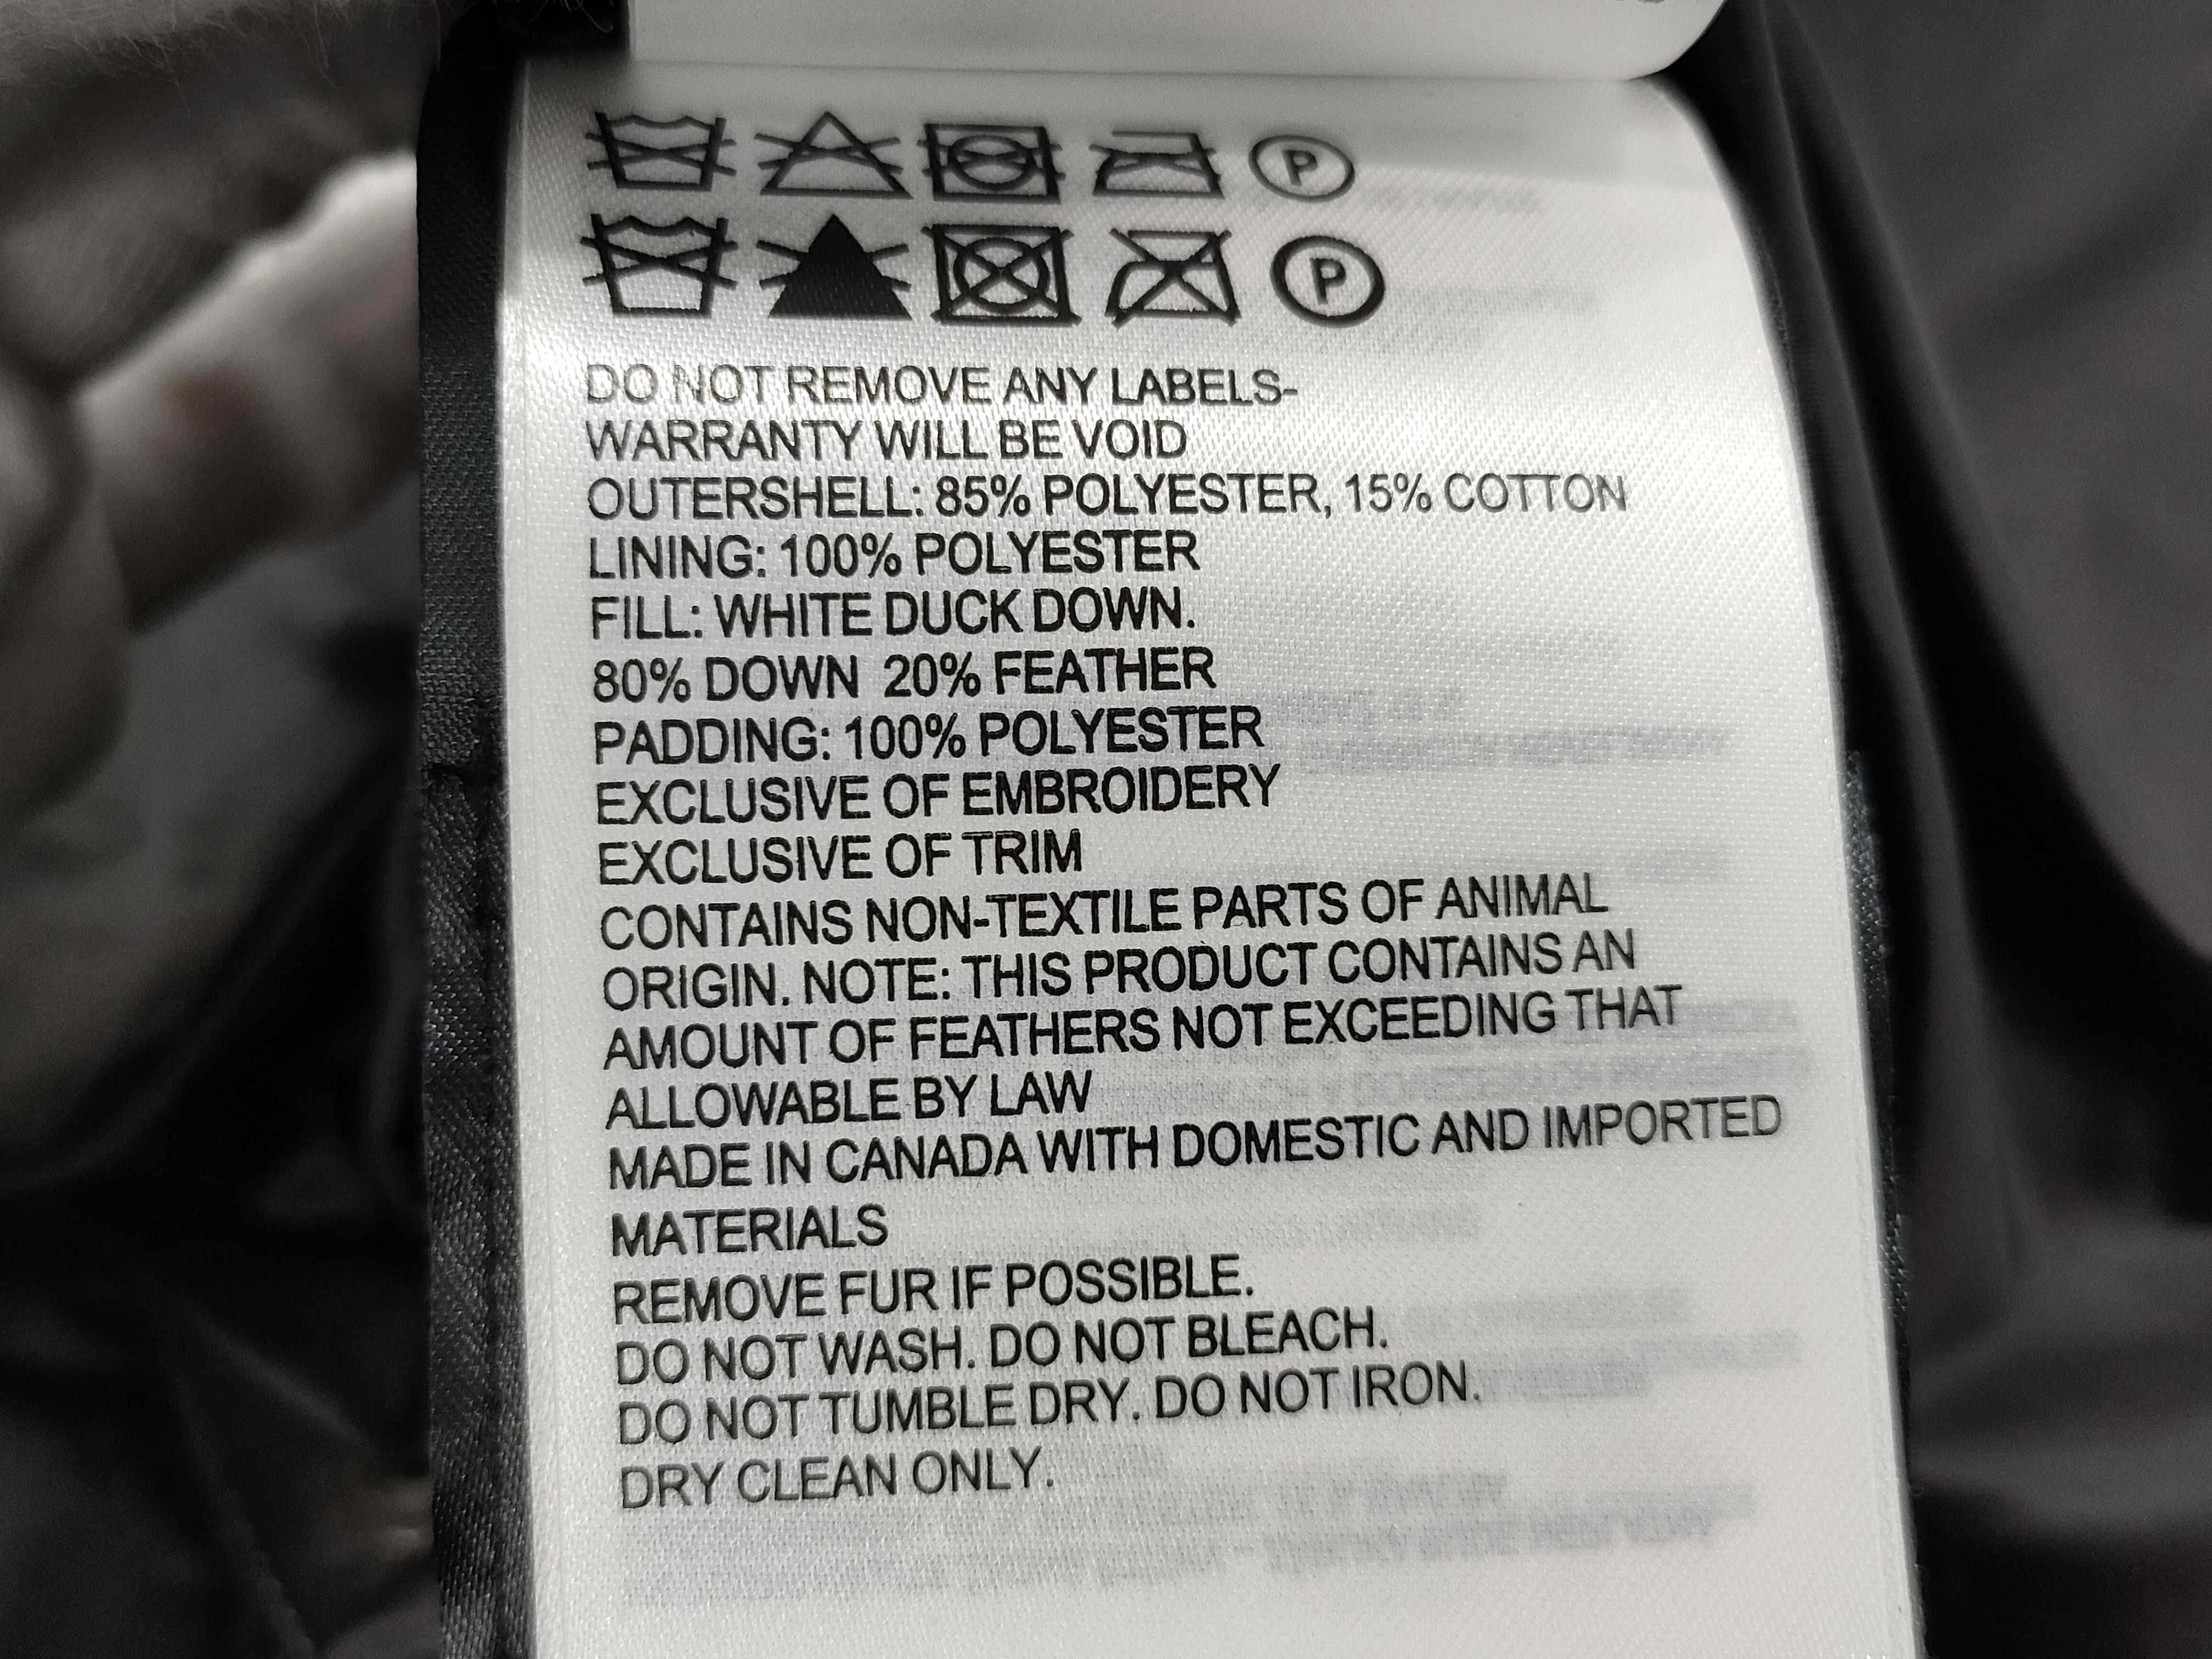 P
P
DO NOT REMOVE ANY LABELS-
WARRANTY WILL BE VOID
OUTERSHELL: 85% POLYESTER, 15% COTTON
LINING: 100% POLYESTER
FILL: WHITE DUCK DOWN.
80% DOWN 20% FEATHER
PADDING: 100% POLYESTER
EXCLUSIVE OF EMBROIDERY
EXCLUSIVE OF TRIM
CONTAINS NON-TEXTILE PARTS OF ANIMAL
ORIGIN. NOTE: THIS PRODUCT CONTAINS AN
AMOUNT OF FEATHERS NOT EXCEEDING THAT
ALLOWABLE BY LAW
MADE IN CANADA WITH DOMESTIC AND IMPORTED
MATERIALS
REMOVE FUR IF POSSIBLE.
DO NOT WASH. DO NOT BLEACH.
DO NOT TUMBLE DRY. DO NOT IRON.
DRY CLEAN ONLY.